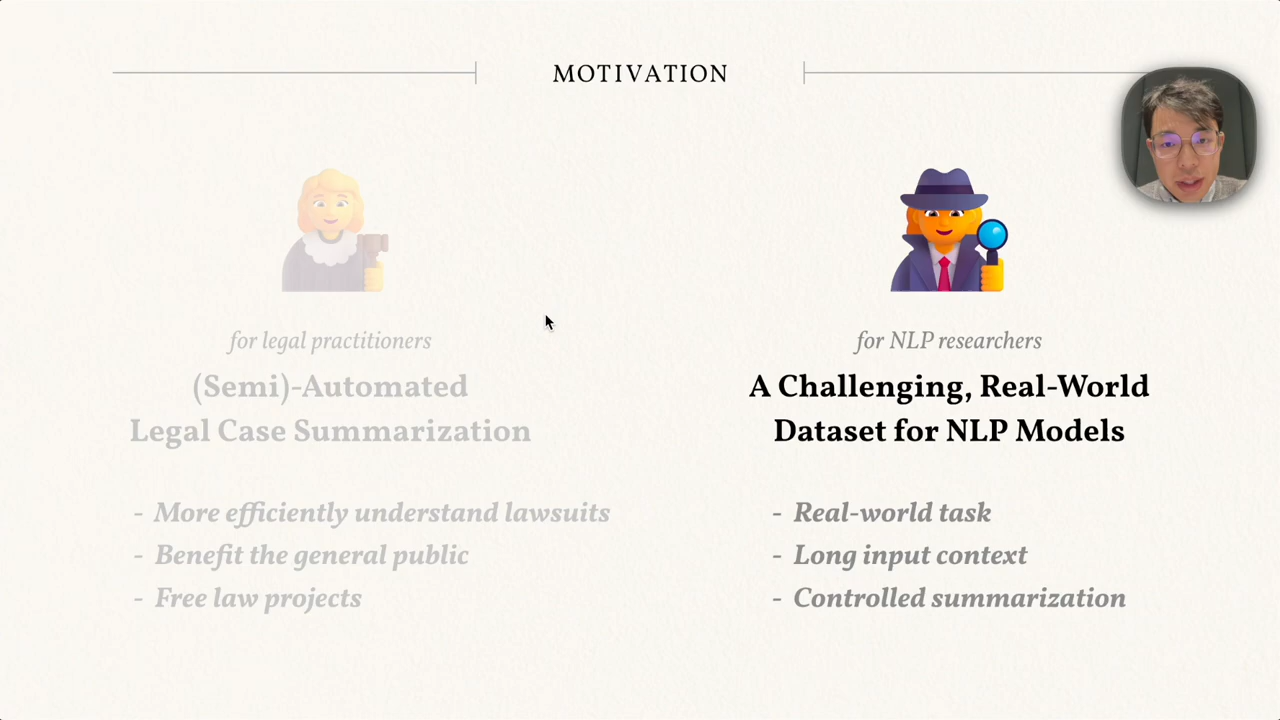 MOTIVATION
for legal practitioners
(Semi)-Automated
Legal Case Summarization
- More efficiently understand lawsuits
- Benefit the general public
- Free law projects
for NLP researchers
A Challenging, Real-World
Dataset for NLP Models
- Real-world task
- Long input context
- Controlled summarization